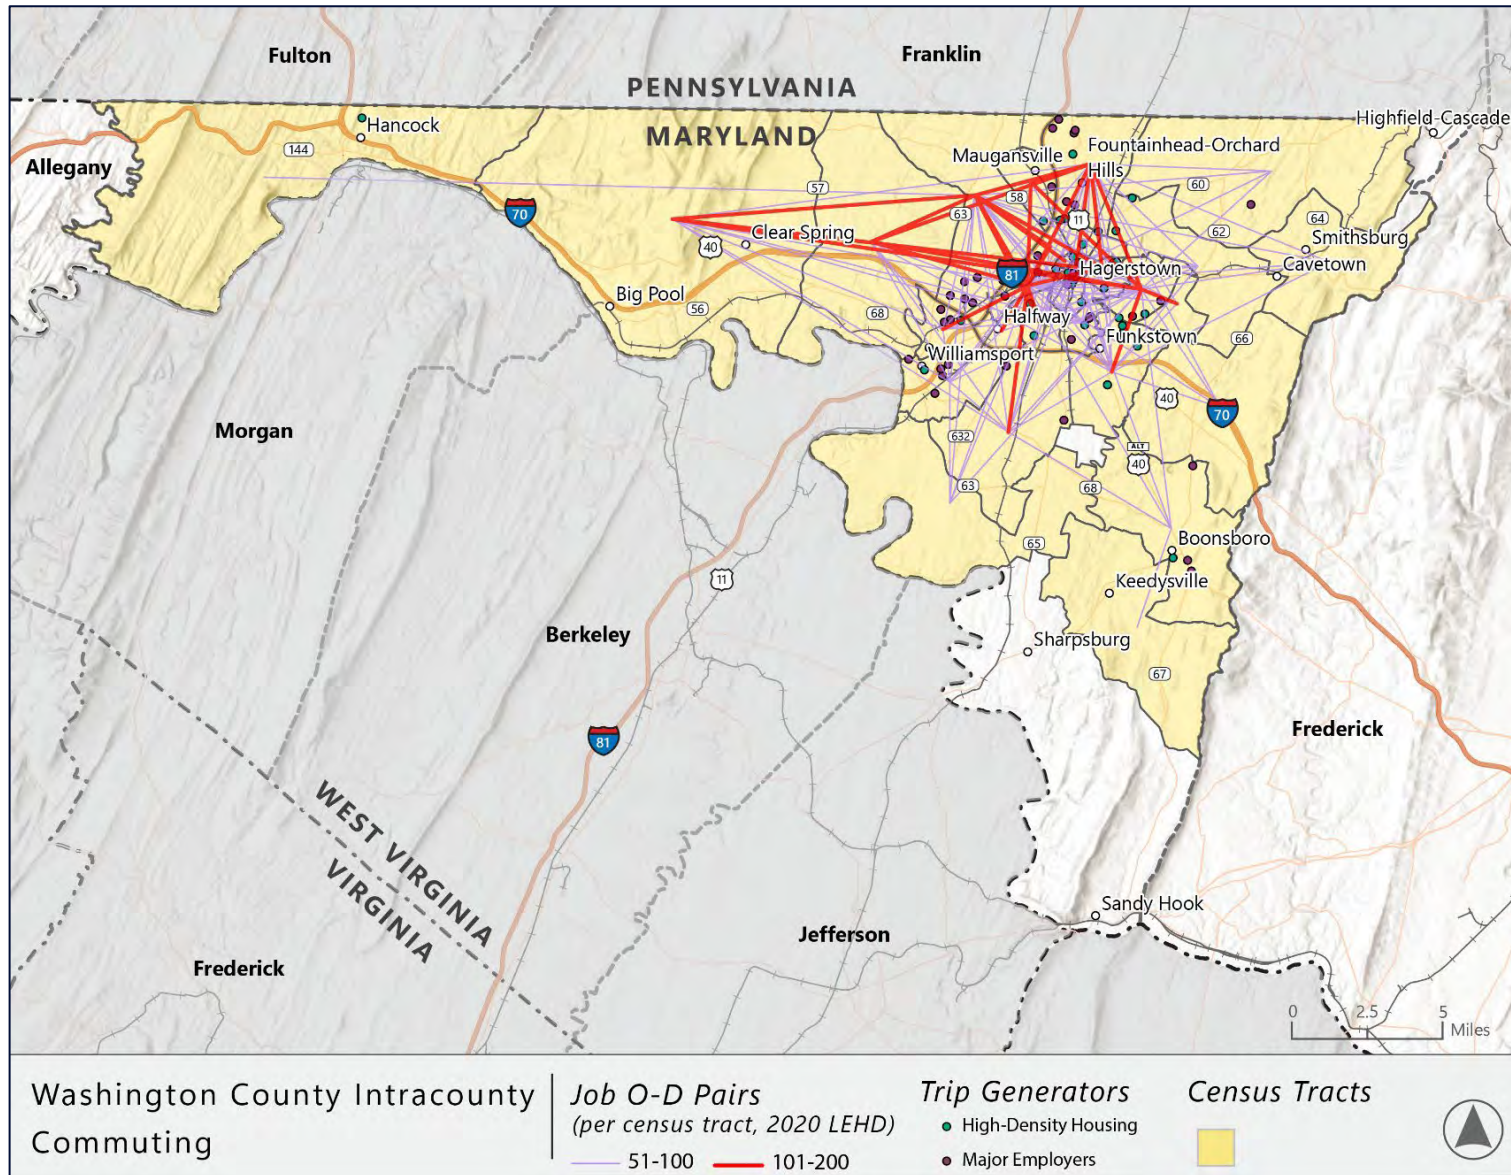 Fulton
Franklin
PENNSYLVANIA
MARYLAND
Hancock
Highfield-Cascade
Allegany
144
Maugansville
Fountainhead-Orchard
Hills
57
58
60
70
63
11
64
62
Clear Spring
40
Smithsburg
Hagerstown
Cavetown
81
Big Pool
56
68
Halfway
Funkstown
66
Williamsport
40
70
Morgan
632
ALT
40
63
68
65
Boonsboro
11
Keedysville
Berkeley
Sharpsburg
67
81
Frederick
WEST VIRGINIA
VIRGINIA
Sandy Hook
Jefferson
Frederick
0 2.5 5
Miles
Washington County Intracounty
Commuting
Job O-D Pairs
(per census tract, 2020 LEHD)
51-100 101-200
Trip Generators
High-Density Housing
Major Employers
Census Tracts